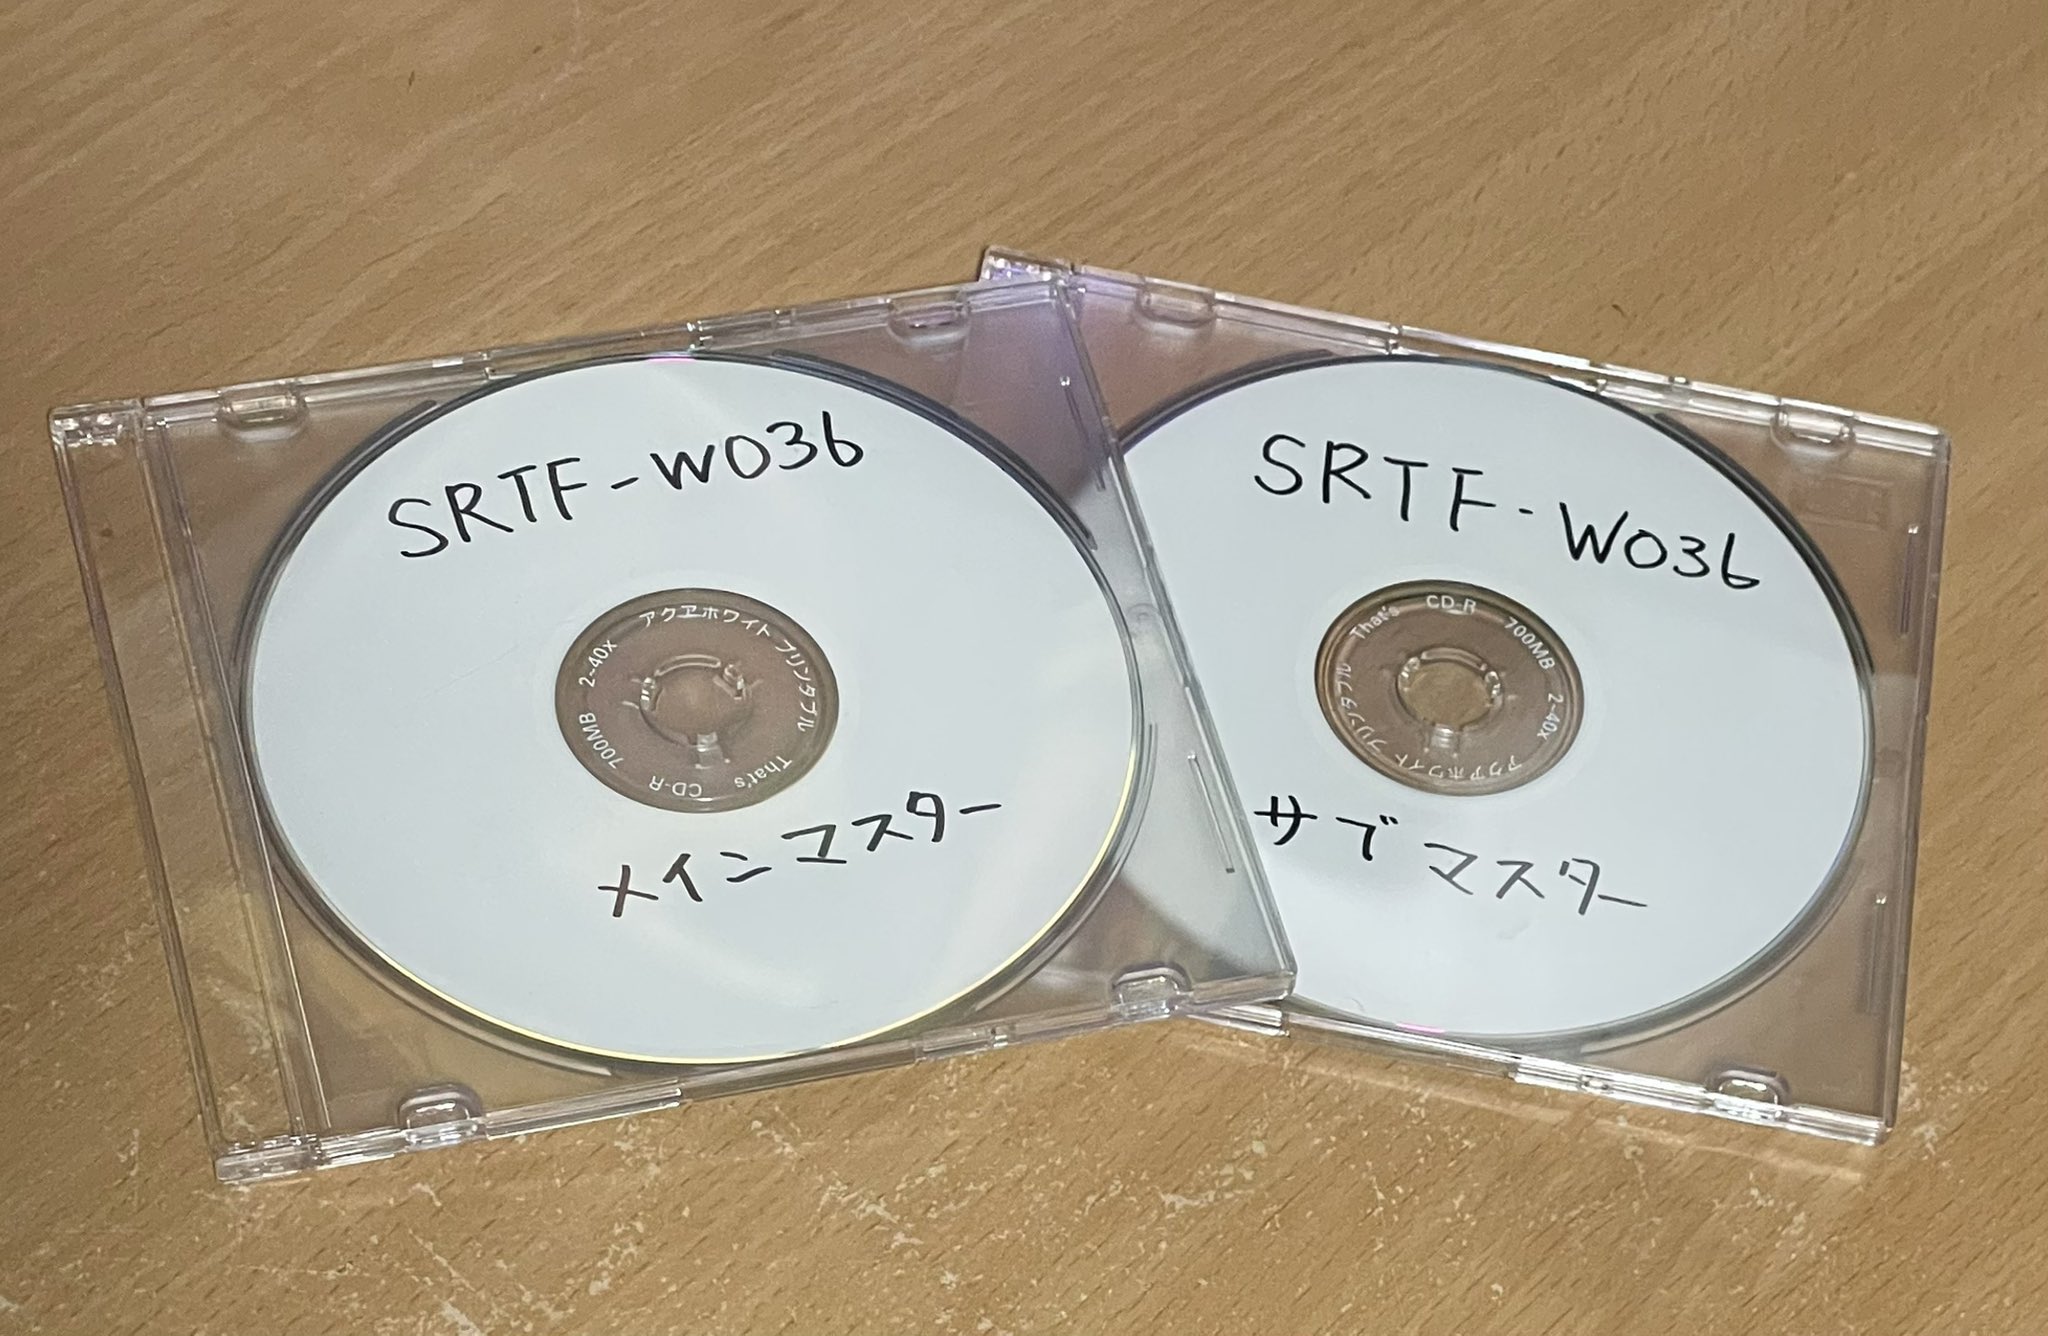 SRTF-W036
アクアホワイト プリンタブル
That's CD-R 700MB 2-40x
メインマスター
SRTF-W036
That's CD-R 700MB 2-40x
アクアホワイト プリンタブル
サブマスター